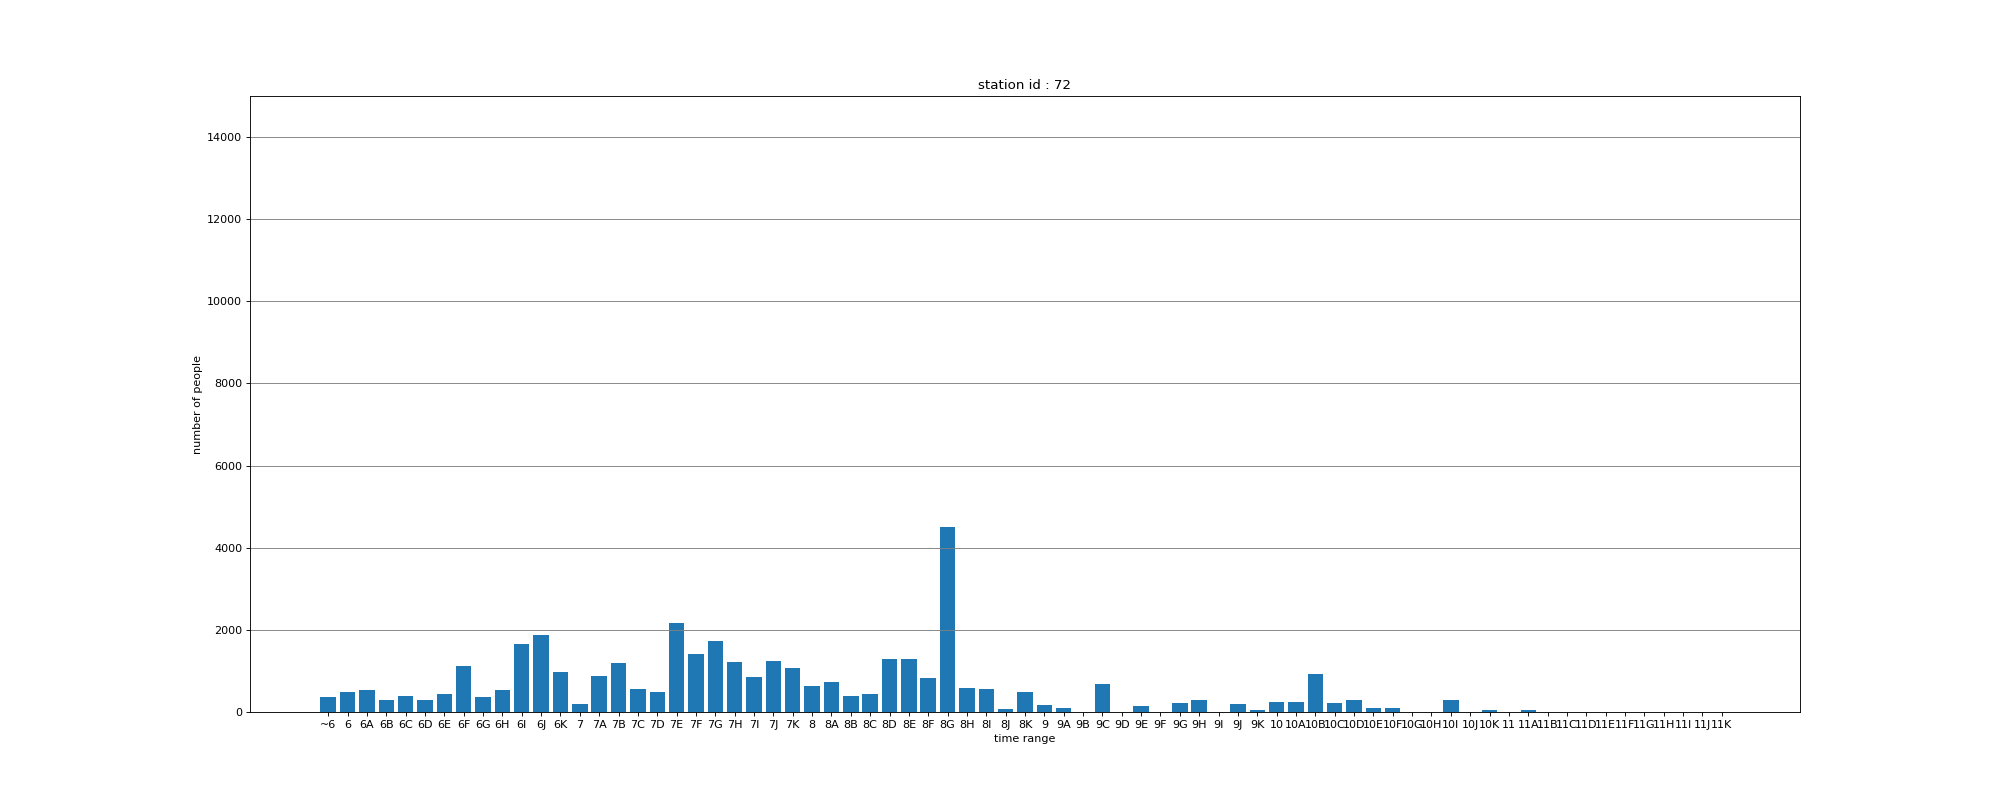 station id : 72
14000
12000
10000
8000
6000
4000
2000
0
number of people
~6 6 6A 6B 6C 6D 6E 6F 6G 6H 6I 6J 6K 7 7A 7B 7C 7D 7E 7F 7G 7H 7I 7J 7K 8 8A 8B 8C 8D 8E 8F 8G 8H 8I 8J 8K 9 9A 9B 9C 9D 9E 9F 9G 9H 9I 9J 9K 10 10A 10B 10C 10D 10E 10F 10G 10H 10I 10J 10K 11 11A 11B 11C 11D 11E 11F 11G 11H 11I 11J 11K
time range